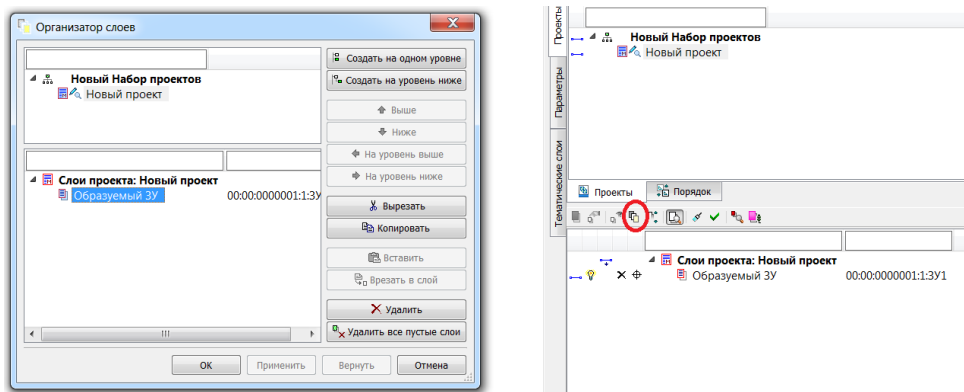 Организатор слоев
Новый Набор проектов
Новый проект
Слои проекта: Новый проект
Образуемый ЗУ 00:00:0000001:1:ЗУ
Создать на одном уровне
Создать на уровень ниже
Выше
Ниже
На уровень выше
На уровень ниже
Вырезать
Копировать
Вставить
Врезать в слой
Удалить
Удалить все пустые слои
ОК Применить Вернуть Отмена
Проекты
Параметры
Тематические слои
Новый Набор проектов
Новый проект
Проекты Порядок
Слои проекта: Новый проект
Образуемый ЗУ 00:00:0000001:1:ЗУ1